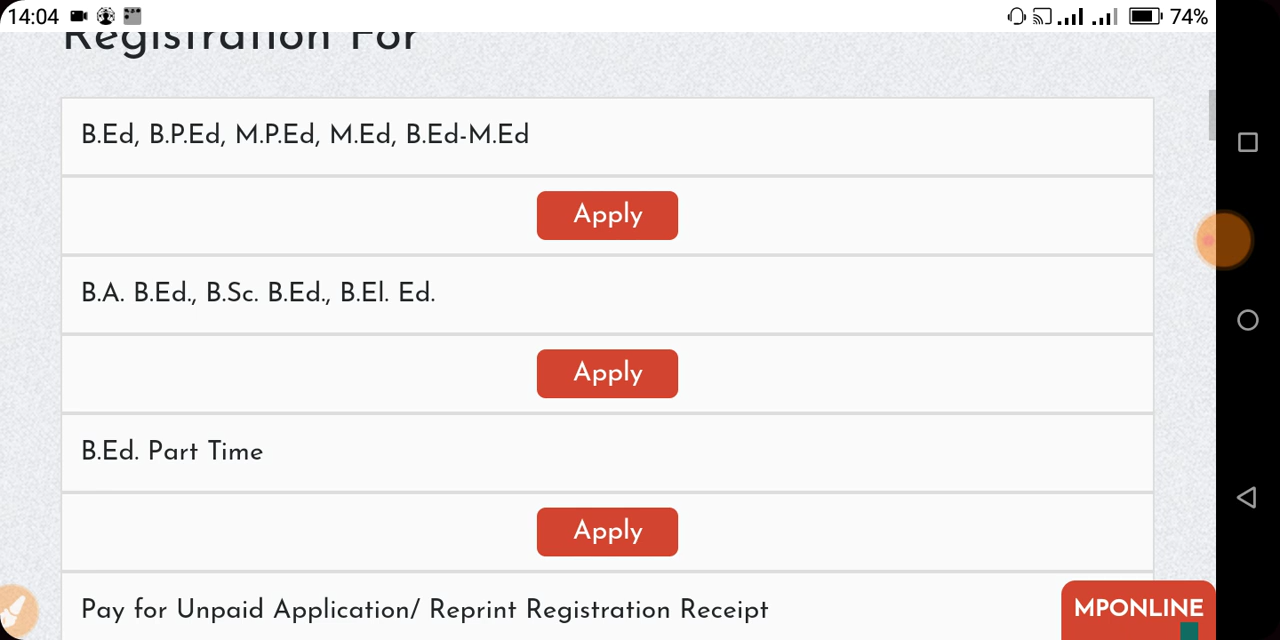 14:04
74%
Registration For
B.Ed, B.P.Ed, M.P.Ed, M.Ed, B.Ed-M.Ed
Apply
B.A. B.Ed., B.Sc. B.Ed., B.El. Ed.
Apply
B.Ed. Part Time
Apply
Pay for Unpaid Application/ Reprint Registration Receipt
MPONLINE